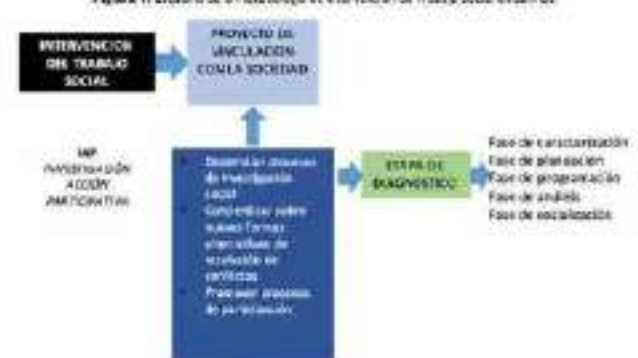 INTERVENCION
DEL TRABAJO
SOCIAL
PROYECTO DE
VINCULACION
CON LA SOCIEDAD
IAP
INVESTIGACIÓN
ACCIÓN
PARTICIPATIVA
Desarrollar procesos
de investigación
social
sobre
nuevas formas
alternativas de
resolución de
conflictos
Promover procesos
de participación
ETAPA DE
DIAGNOSTICO
Fase de caracterización
Fase de planeación
Fase de programación
Fase de análisis
Fase de socialización